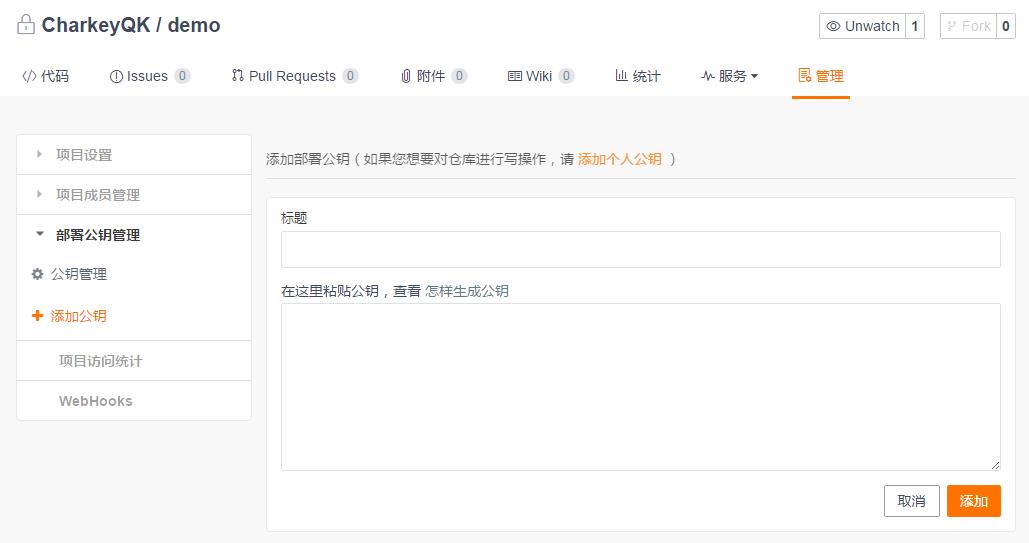 CharkeyQK / demo
Unwatch 1 Fork 0
代码 Issues 0 Pull Requests 0 附件 0 Wiki 0 统计 服务 管理
项目设置
项目成员管理
部署公钥管理
公钥管理
添加公钥
项目访问统计
WebHooks
添加部署公钥（如果您想要对仓库进行写操作，请 添加个人公钥 ）
标题
在这里粘贴公钥，查看 怎样生成公钥
取消 添加